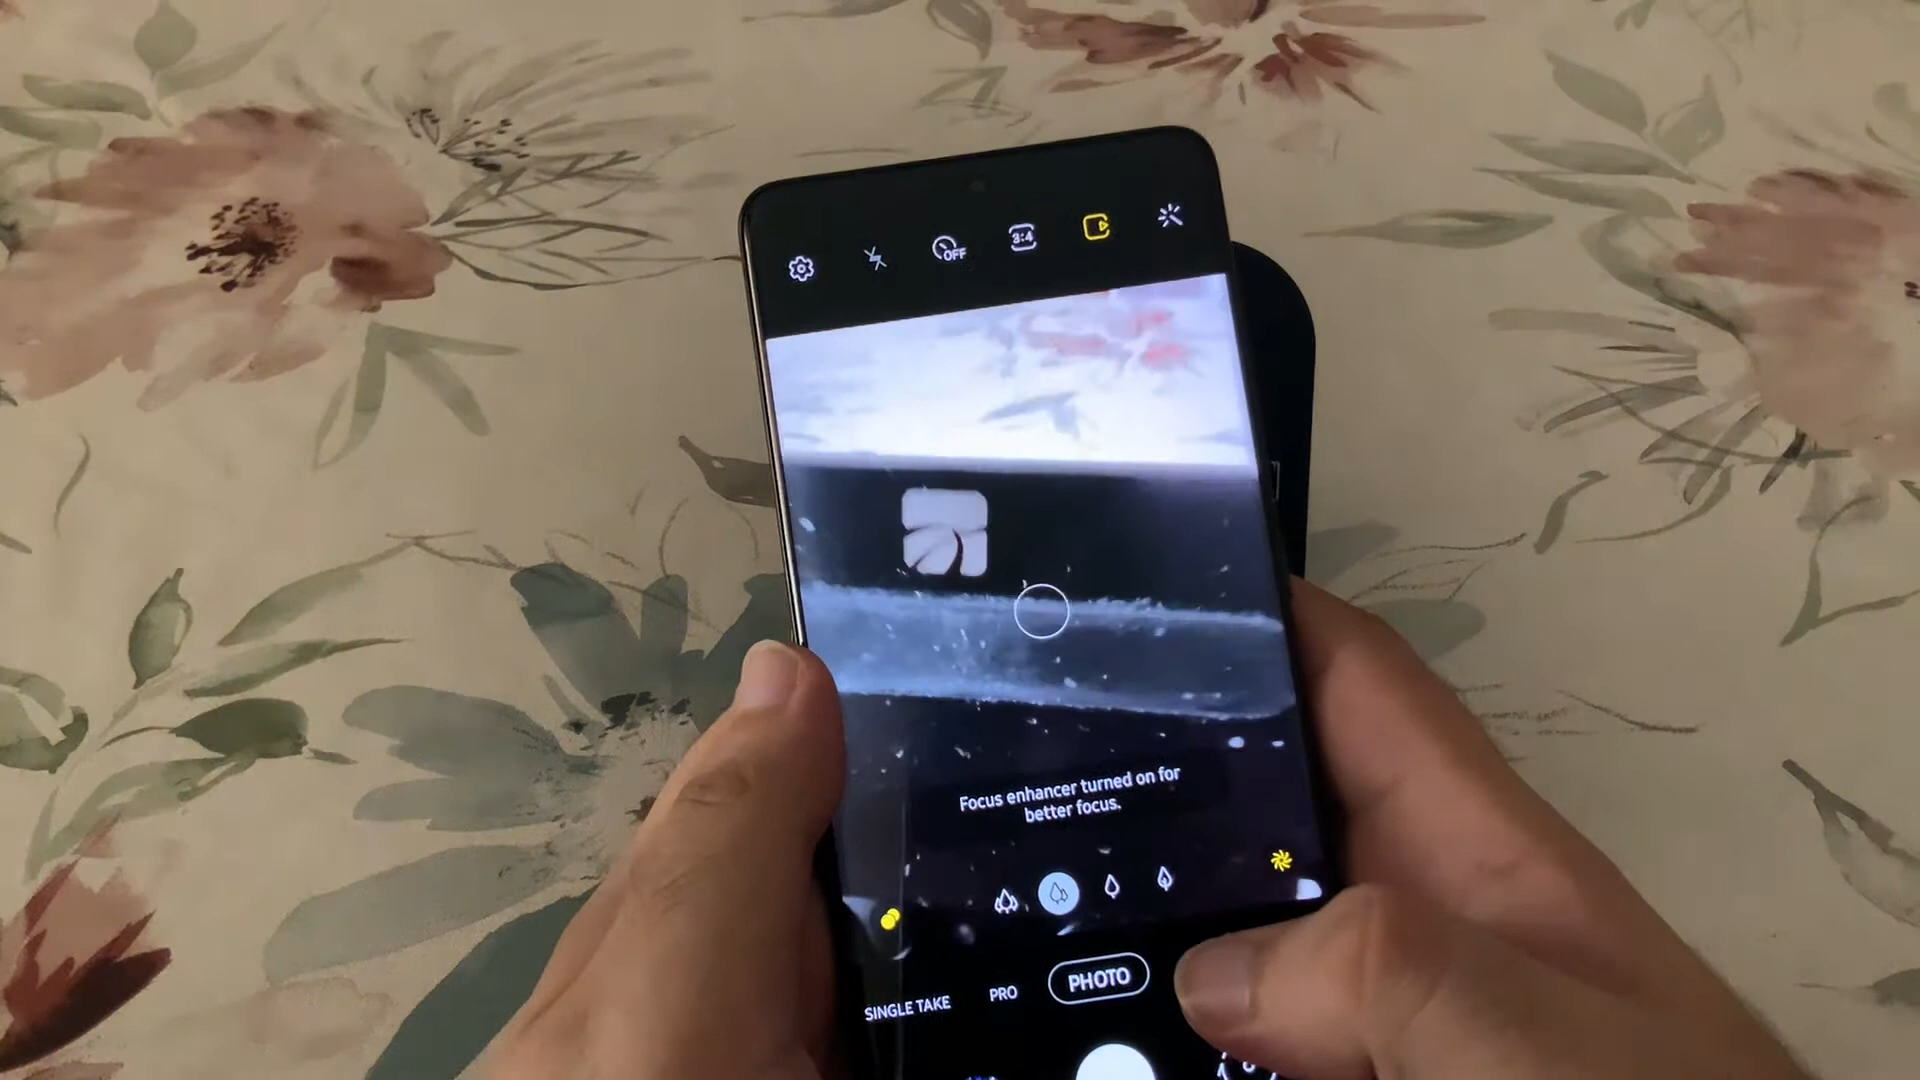 OFF
3:4
Focus enhancer turned on for
better focus.
SINGLE TAKE
PRO
PHOTO